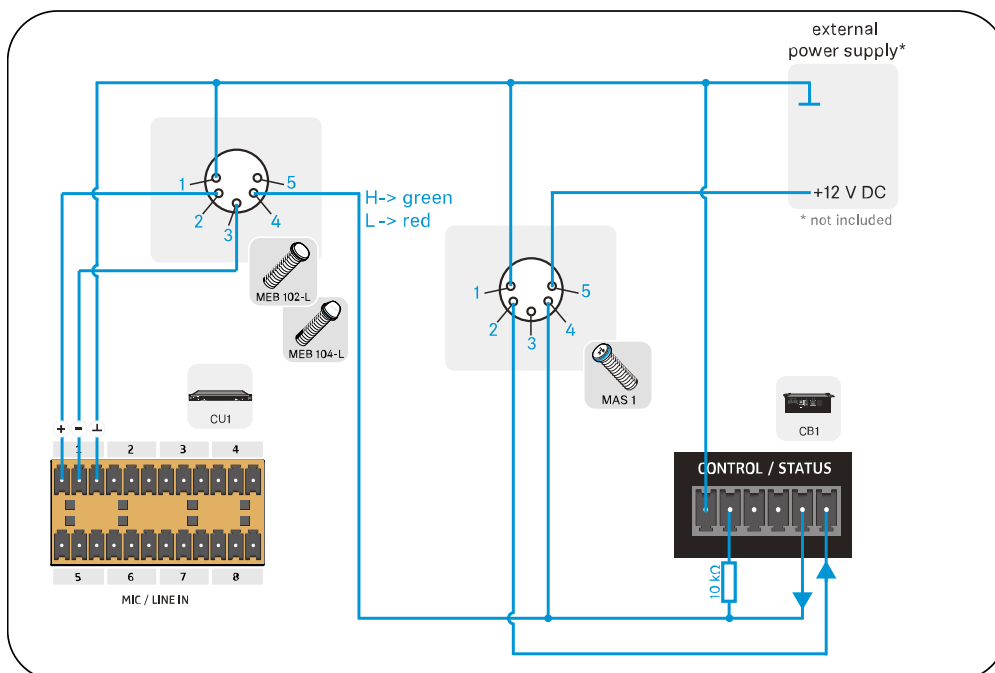 external
power supply*
+12 V DC
* not included
1
5
2
4
3
H-> green
L-> red
MEB 102-L
MEB 104-L
1
5
2
4
3
MAS 1
CU1
CB1
+ - ⊥
1 2 3 4
5 6 7 8
MIC / LINE IN
CONTROL / STATUS
10 kΩ